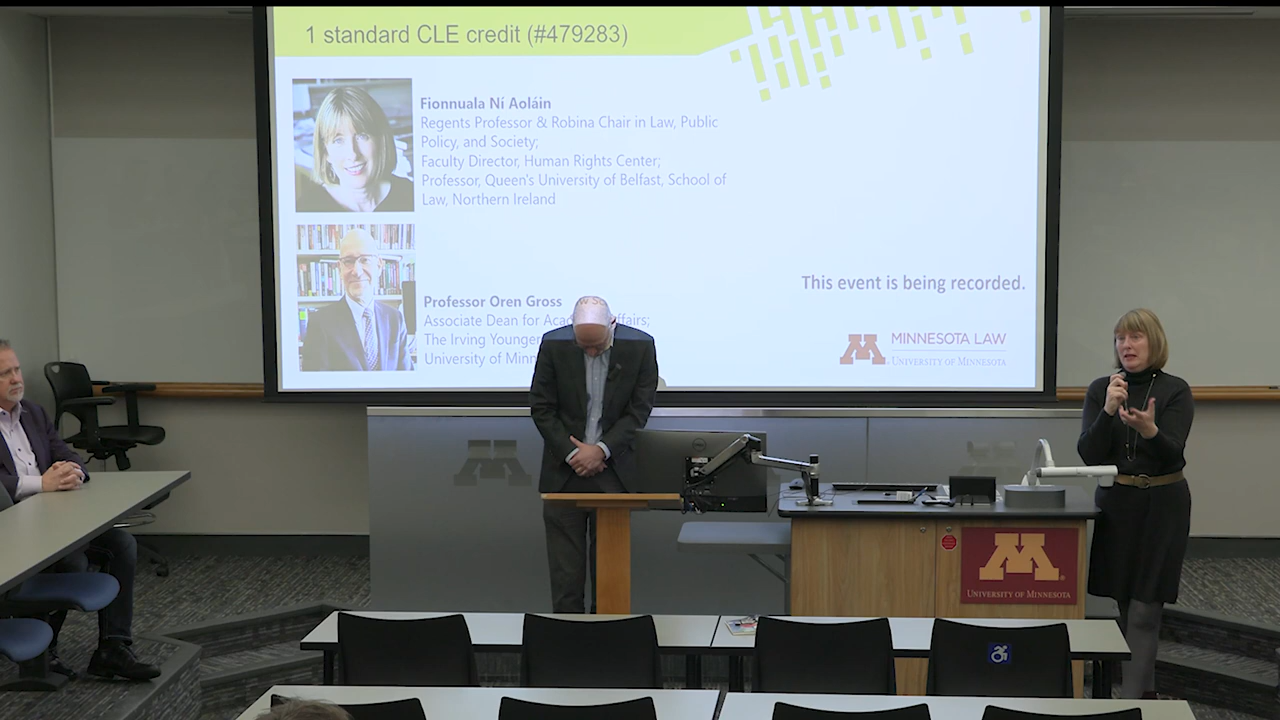 1 standard CLE credit (#479283)
Fionnuala Ní Aoláin
Regents Professor & Robina Chair in Law, Public
Policy, and Society;
Faculty Director, Human Rights Center;
Professor, Queen's University of Belfast, School of
Law, Northern Ireland
Professor Oren Gross
Associate Dean for Aca ffairs;
The Irving Younger
University of Minn
This event is being recorded.
M MINNESOTA LAW
UNIVERSITY OF MINNESOTA
DELL
M
UNIVERSITY OF MINNESOTA